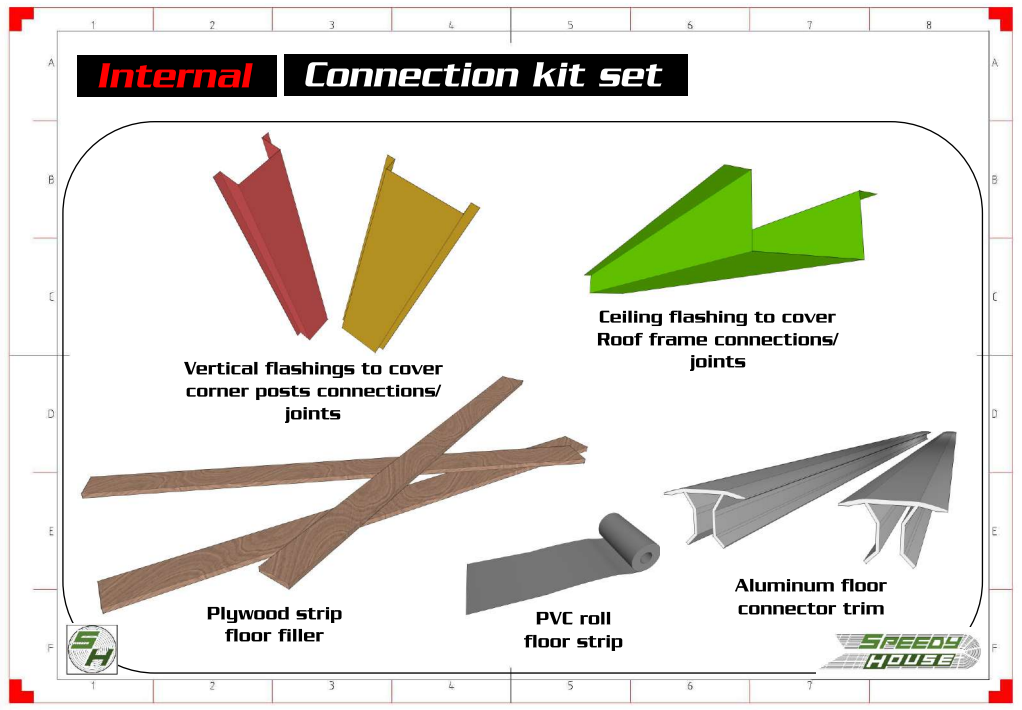 1 2 3 4 5 6 7 8
A A
Internal Connection kit set
B B
C C
Ceiling flashing to cover
Roof frame connections/
joints
Vertical flashings to cover
corner posts connections/
joints
D D
E E
Aluminum floor
connector trim
Plywood strip
floor filler
PVC roll
floor strip
F F
SH
SPEEDY
HOUSE
1 2 3 4 5 6 7